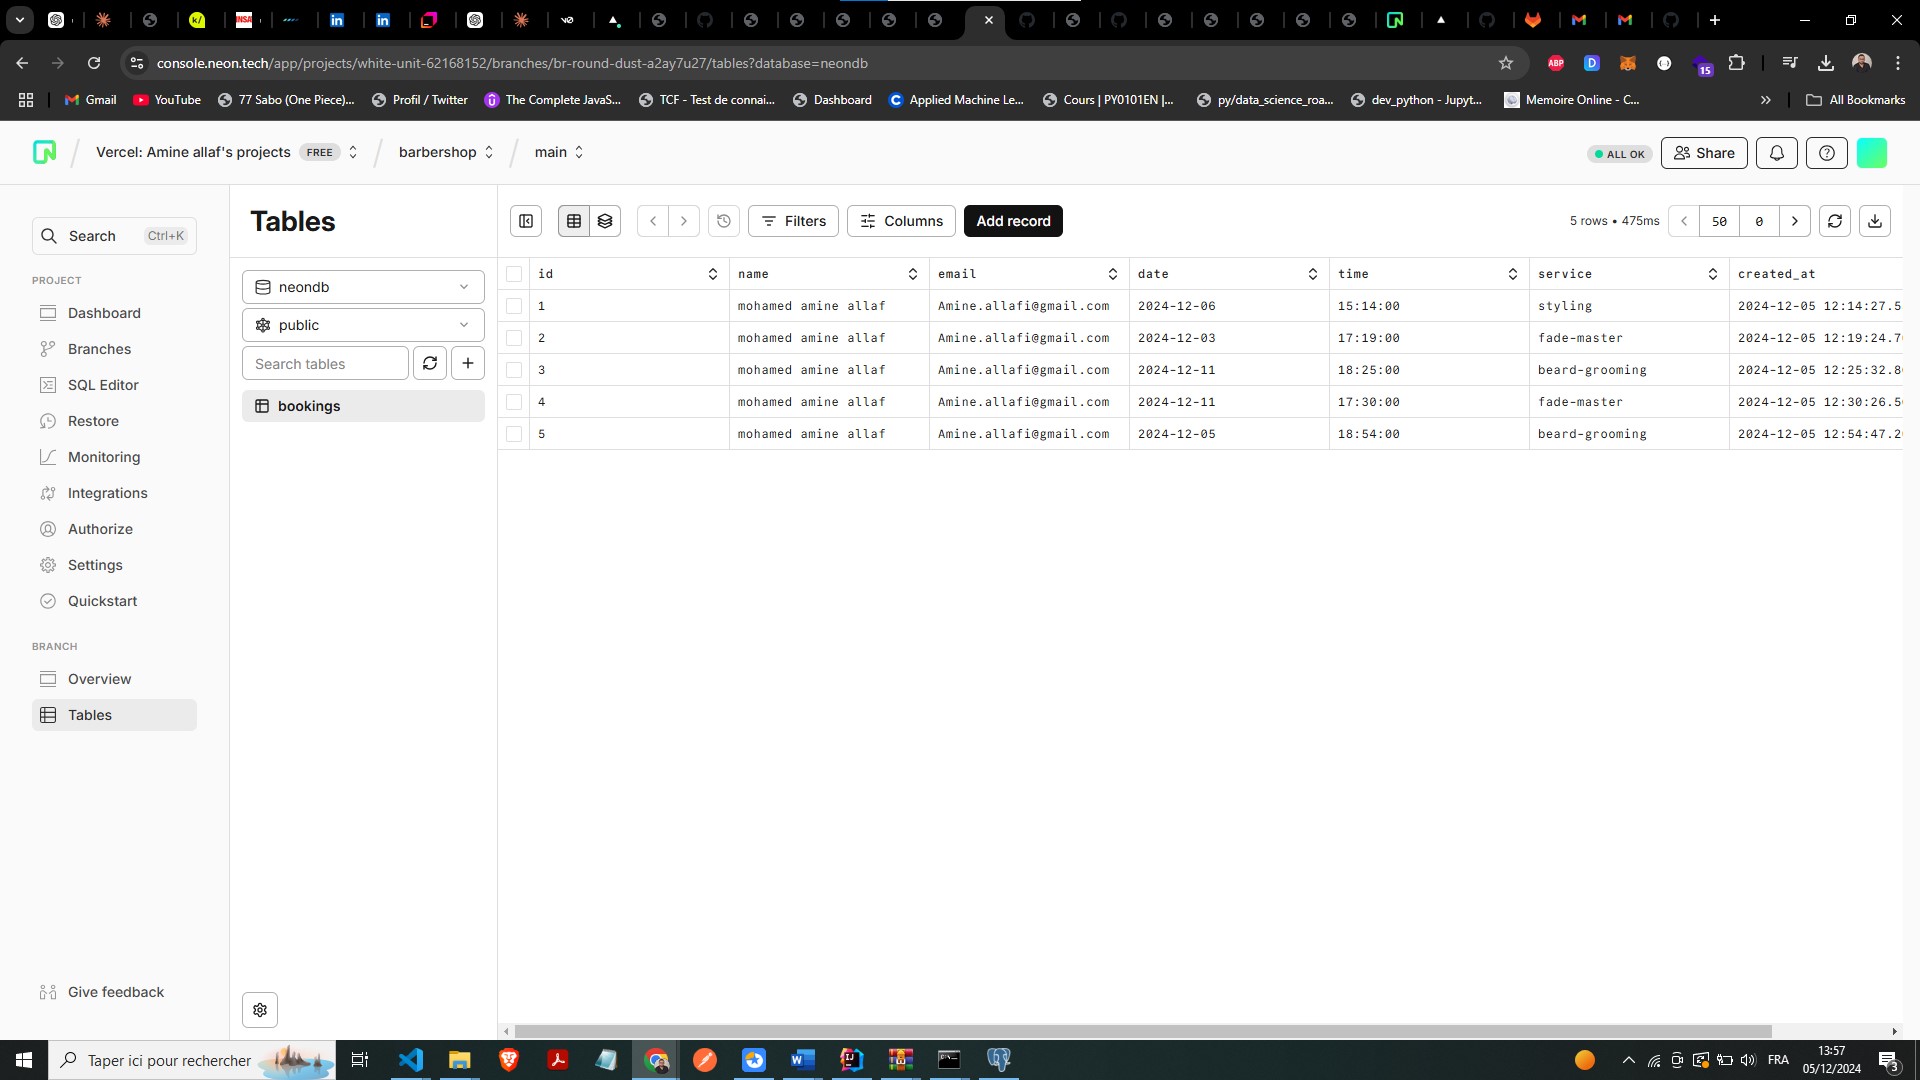 console.neon.tech/app/projects/white-unit-62168152/branches/br-round-dust-a2ay7u27/tables?database=neondb
ABP
15
Gmail
YouTube
77 Sabo (One Piece)...
Profil / Twitter
The Complete JavaS...
TCF - Test de connai...
Dashboard
Applied Machine Le...
Cours | PY0101EN |...
py/data_science_roa...
dev_python - Jupyt...
Memoire Online - C...
All Bookmarks
Vercel: Amine allaf's projects FREE
barbershop
main
ALL OK
Share
Search Ctrl+K
PROJECT
Dashboard
Branches
SQL Editor
Restore
Monitoring
Integrations
Authorize
Settings
Quickstart
BRANCH
Overview
Tables
Give feedback
Tables
neondb
public
Search tables
bookings
Filters
Columns
Add record
5 rows • 475ms
50
0
id name email date time service created_at
1 mohamed amine allaf Amine.allafi@gmail.com 2024-12-06 15:14:00 styling 2024-12-05 12:14:27.5
2 mohamed amine allaf Amine.allafi@gmail.com 2024-12-03 17:19:00 fade-master 2024-12-05 12:19:24.7
3 mohamed amine allaf Amine.allafi@gmail.com 2024-12-11 18:25:00 beard-grooming 2024-12-05 12:25:32.8
4 mohamed amine allaf Amine.allafi@gmail.com 2024-12-11 17:30:00 fade-master 2024-12-05 12:30:26.5
5 mohamed amine allaf Amine.allafi@gmail.com 2024-12-05 18:54:00 beard-grooming 2024-12-05 12:54:47.2
Taper ici pour rechercher
FRA
13:57
05/12/2024
3